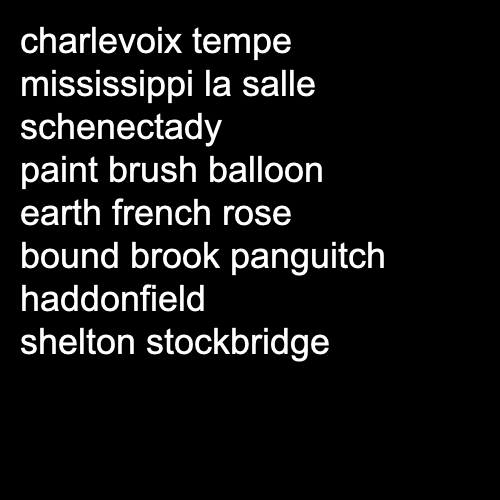 charlevoix tempe
mississippi la salle
schenectady
paint brush balloon
earth french rose
bound brook panguitch
haddonfield
shelton stockbridge